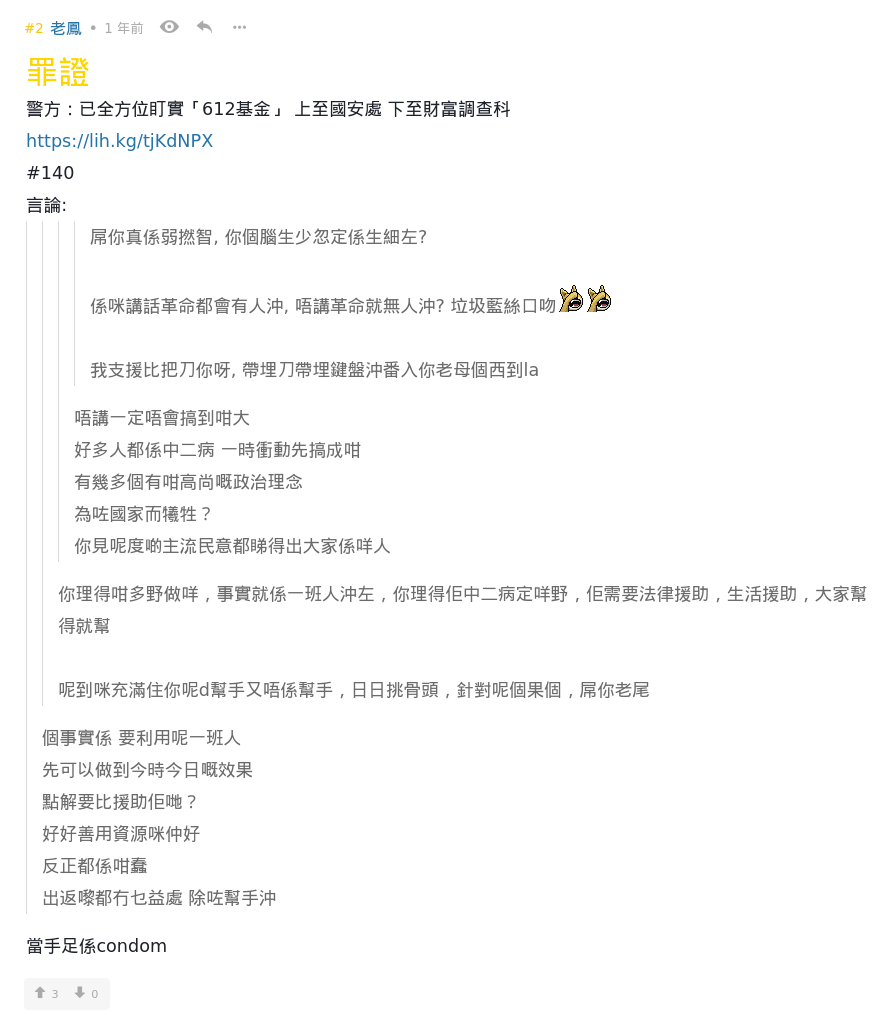 #2 老鳳 • 1 年前
罪證
警方：已全方位盯實「612基金」 上至國安處 下至財富調查科
https://lih.kg/tjKdNPX
#140
言論:
屌你真係弱撚智, 你個腦生少忽定係生細左?
係咪講話革命都會有人沖, 唔講革命就無人沖? 垃圾藍絲口吻
我支援比把刀你呀, 帶埋刀帶埋鍵盤沖番入你老母個西到la
唔講一定唔會搞到咁大
好多人都係中二病 一時衝動先搞成咁
有幾多個有咁高尚嘅政治理念
為咗國家而犧牲？
你見呢度啲主流民意都睇得出大家係咩人
你理得咁多野做咩，事實就係一班人沖左，你理得佢中二病定咩野，佢需要法律援助，生活援助，大家幫
得就幫
呢到咪充滿住你呢d幫手又唔係幫手，日日挑骨頭，針對呢個果個，屌你老尾
個事實係 要利用呢一班人
先可以做到今時今日嘅效果
點解要比援助佢哋？
好好善用資源咪仲好
反正都係咁蠢
出返嚟都冇乜益處 除咗幫手沖
當手足係condom
3 0